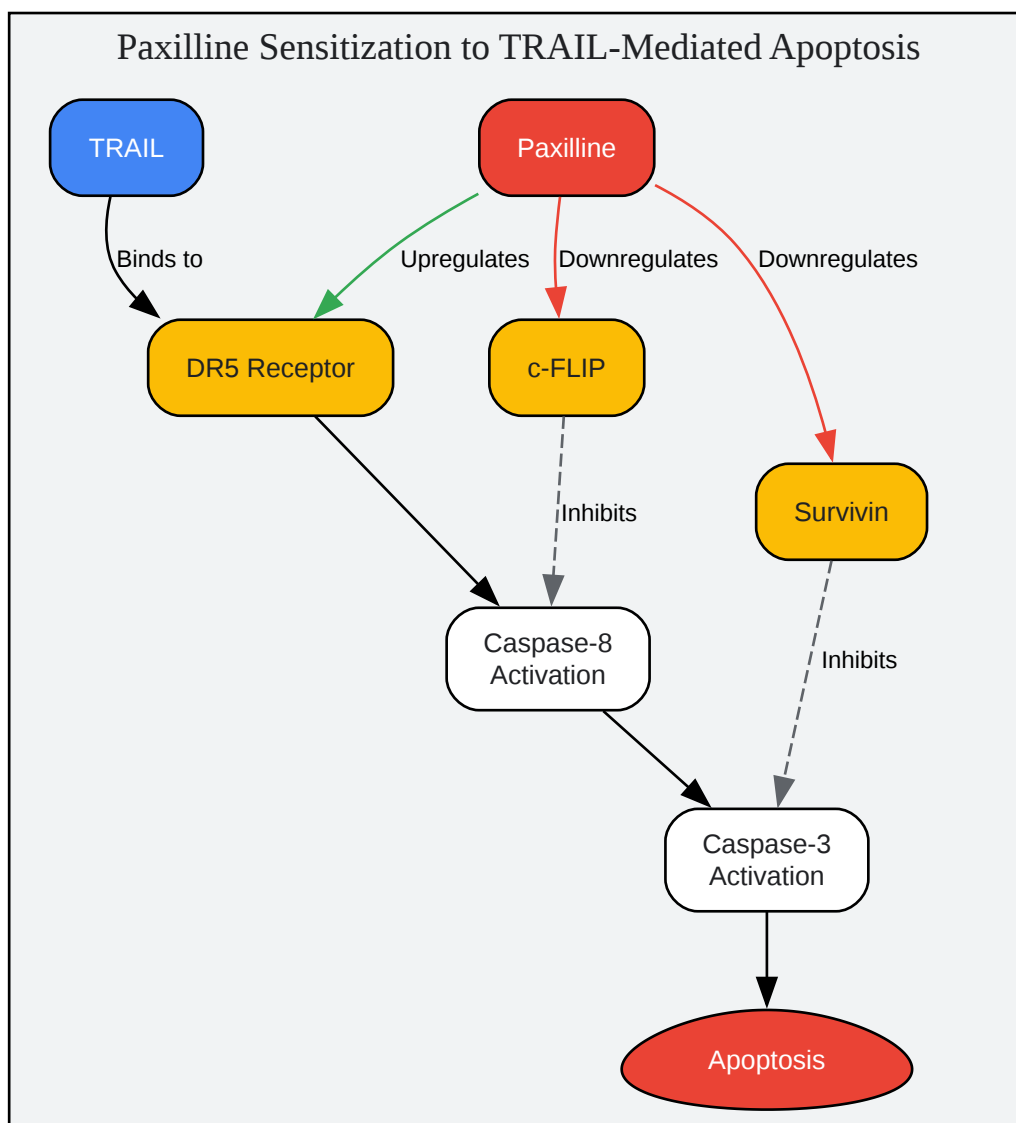 Paxilline Sensitization to TRAIL-Mediated Apoptosis
TRAIL
Paxilline
Binds to
Upregulates
Downregulates
Downregulates
DR5 Receptor
c-FLIP
Survivin
Inhibits
Caspase-8
Activation
Inhibits
Caspase-3
Activation
Apoptosis